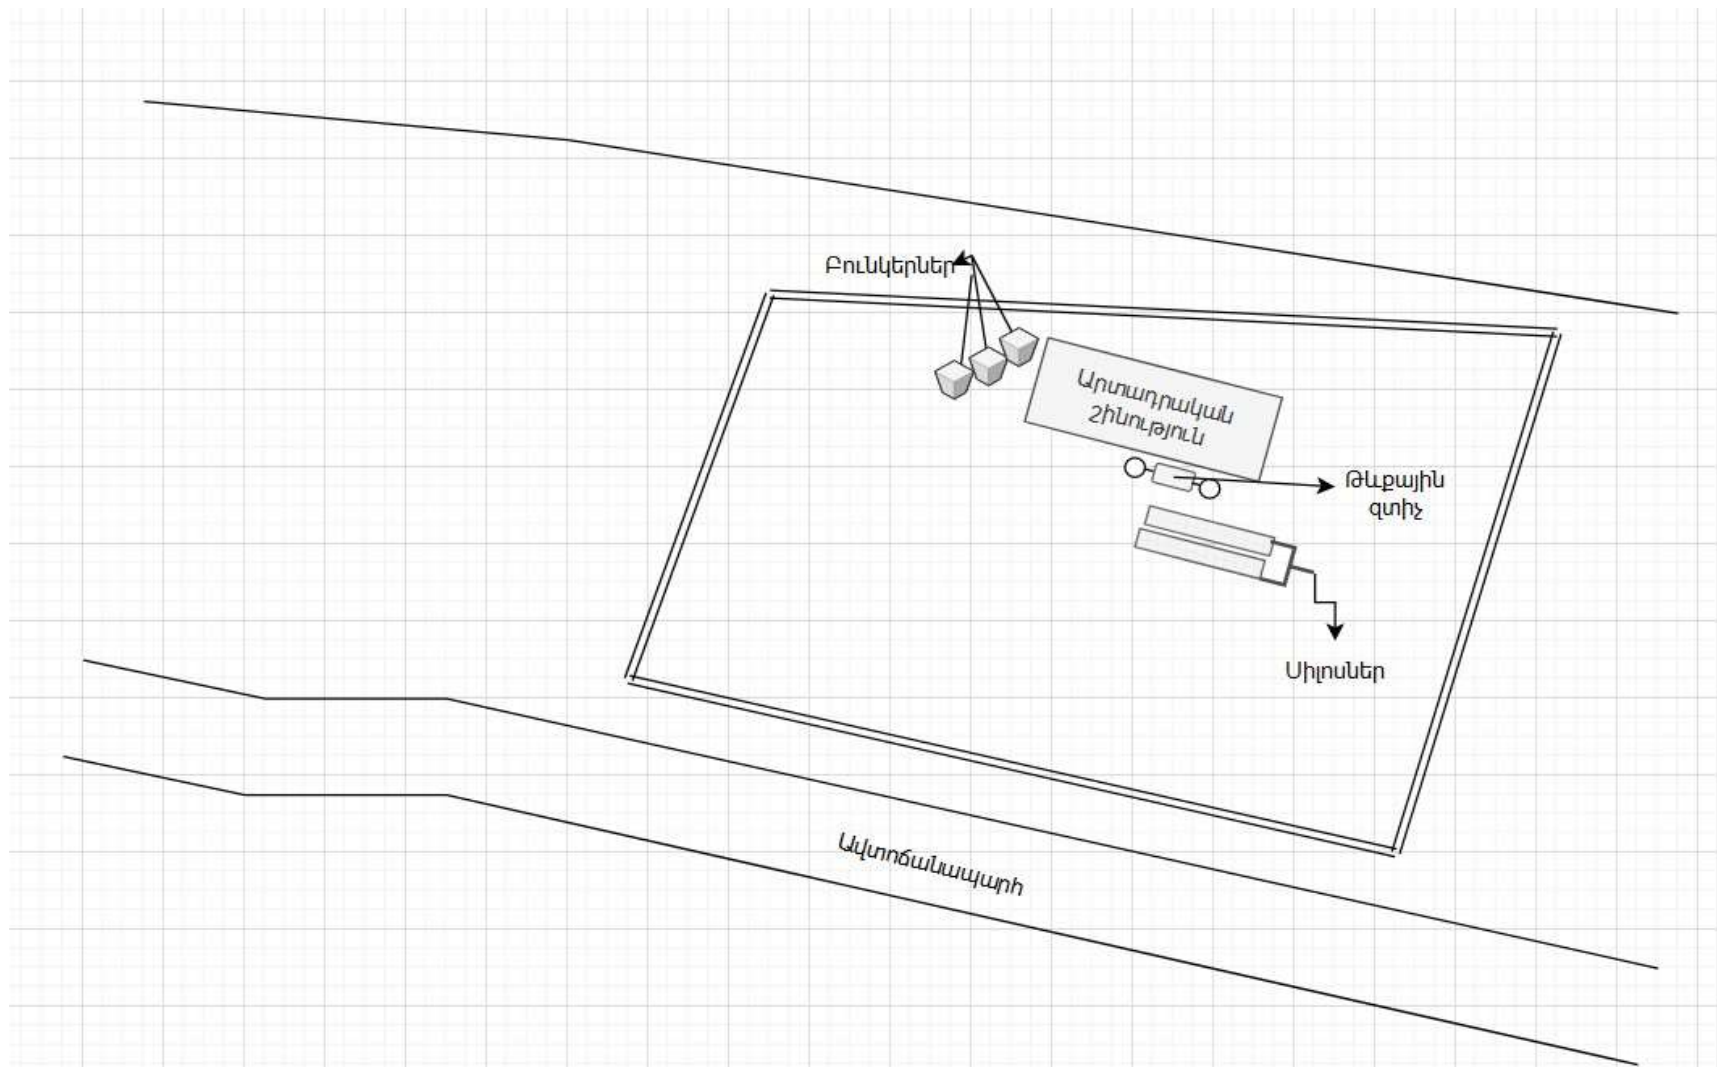 Բունկերներ
Արտադրական
շինություն
Թևքային
զտիչ
Սիլոսներ
Ավտոճանապարհ